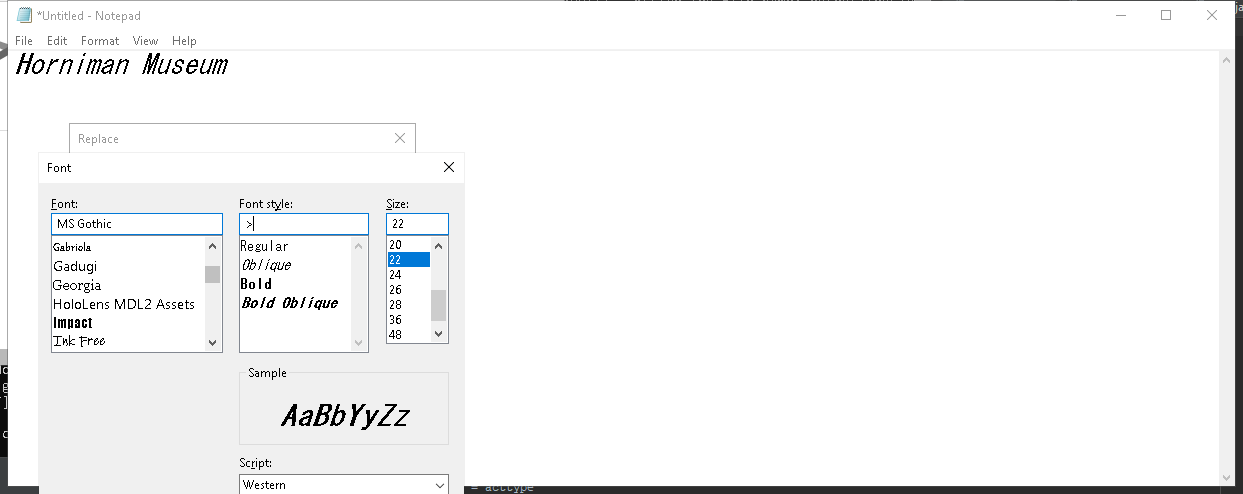 *Untitled - Notepad
File Edit Format View Help
Horniman Museum
Replace
Font
Font: Font style: Size:
MS Gothic > 22
Gabriola
Gadugi
Georgia
HoloLens MDL2 Assets
Impact
Ink Free
Regular
Oblique
Bold
Bold Oblique
20
22
24
26
28
36
48
Sample
AaBbYyZz
Script:
Western
= acttype